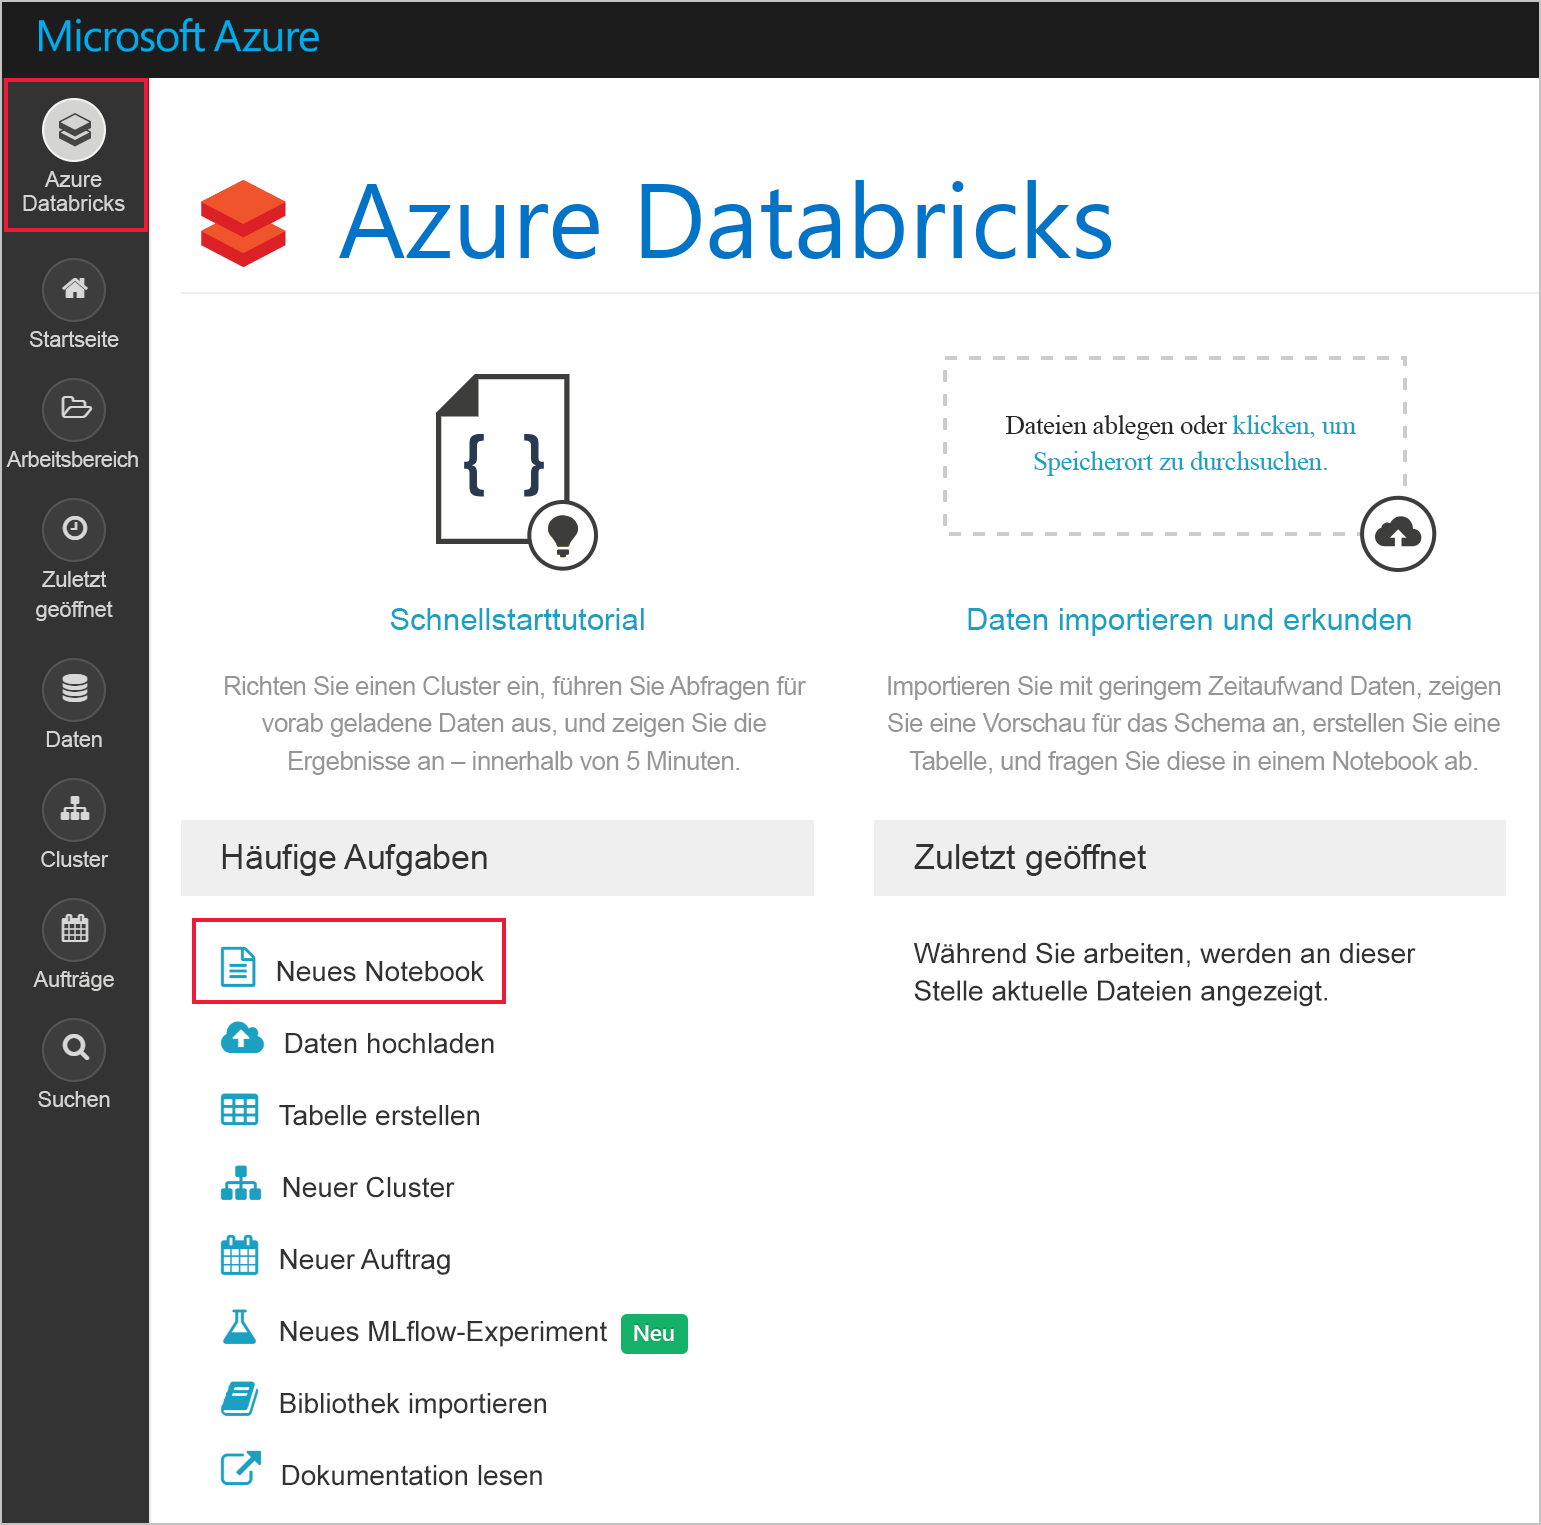 Microsoft Azure
Azure
Databricks
Startseite
Arbeitsbereich
Zuletzt
geöffnet
Daten
Cluster
Aufträge
Suchen
Azure Databricks
{ }
Schnellstarttutorial
Richten Sie einen Cluster ein, führen Sie Abfragen für
vorab geladene Daten aus, und zeigen Sie die
Ergebnisse an – innerhalb von 5 Minuten.
Dateien ablegen oder klicken, um
Speicherort zu durchsuchen.
Daten importieren und erkunden
Importieren Sie mit geringem Zeitaufwand Daten, zeigen
Sie eine Vorschau für das Schema an, erstellen Sie eine
Tabelle, und fragen Sie diese in einem Notebook ab.
Häufige Aufgaben
Neues Notebook
Daten hochladen
Tabelle erstellen
Neuer Cluster
Neuer Auftrag
Neues MLflow-Experiment Neu
Bibliothek importieren
Dokumentation lesen
Zuletzt geöffnet
Während Sie arbeiten, werden an dieser
Stelle aktuelle Dateien angezeigt.